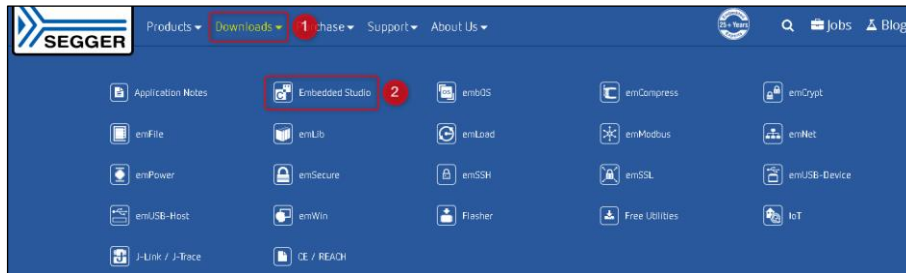 SEGGER
Products Downloads 1 chase Support About Us 25+ Years Jobs Blog
Application Notes Embedded Studio 2 embOS emCompress emCrypt
emFile emLib emLoad emModbus emNet
emPower emSecure emSSH emSSL emUSB-Device
emUSB-Host emWin Flasher Free Utilities IoT
J-Link / J-Trace CE / REACH